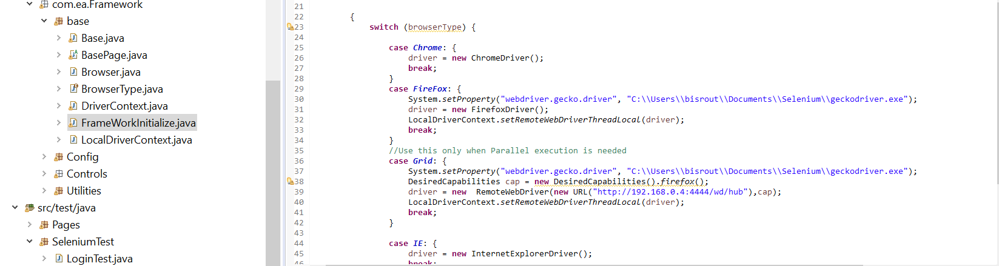 com.ea.Framework
base
Base.java
BasePage.java
Browser.java
BrowserType.java
DriverContext.java
FrameWorkInitialize.java
LocalDriverContext.java
Config
Controls
Utilities
src/test/java
Pages
SeleniumTest
LoginTest.java
21
22 {
23 switch (browserType) {
24
25 case Chrome: {
26 driver = new ChromeDriver();
27 break;
28 }
29 case FireFox: {
30 System.setProperty("webdriver.gecko.driver", "C:\\Users\\bisrout\\Documents\\Selenium\\geckodriver.exe");
31 driver = new FirefoxDriver();
32 LocalDriverContext.setRemoteWebDriverThreadLocal(driver);
33 break;
34 }
35 //Use this only when Parallel execution is needed
36 case Grid: {
37 System.setProperty("webdriver.gecko.driver", "C:\\Users\\bisrout\\Documents\\Selenium\\geckodriver.exe");
38 DesiredCapabilities cap = new DesiredCapabilities().firefox();
39 driver = new  RemoteWebDriver(new URL("http://192.168.0.4:4444/wd/hub"),cap);
40 LocalDriverContext.setRemoteWebDriverThreadLocal(driver);
41 break;
42 }
43
44 case IE: {
45 driver = new InternetExplorerDriver();
46 break;